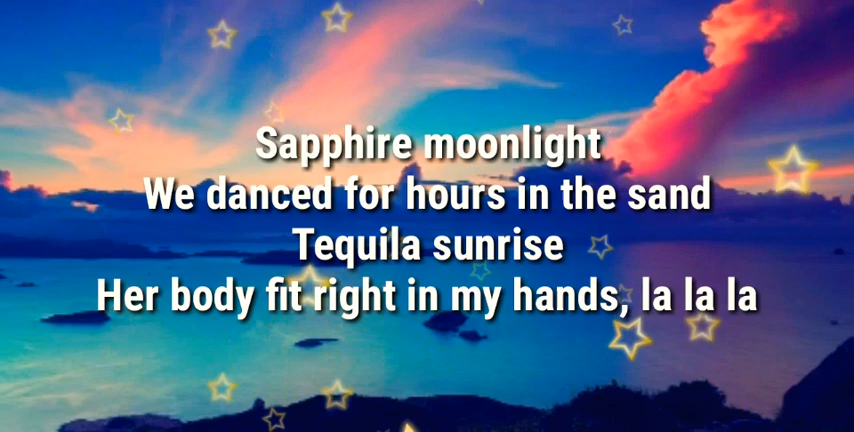 Sapphire moonlight
We danced for hours in the sand
Tequila sunrise
Her body fit right in my hands, la la la